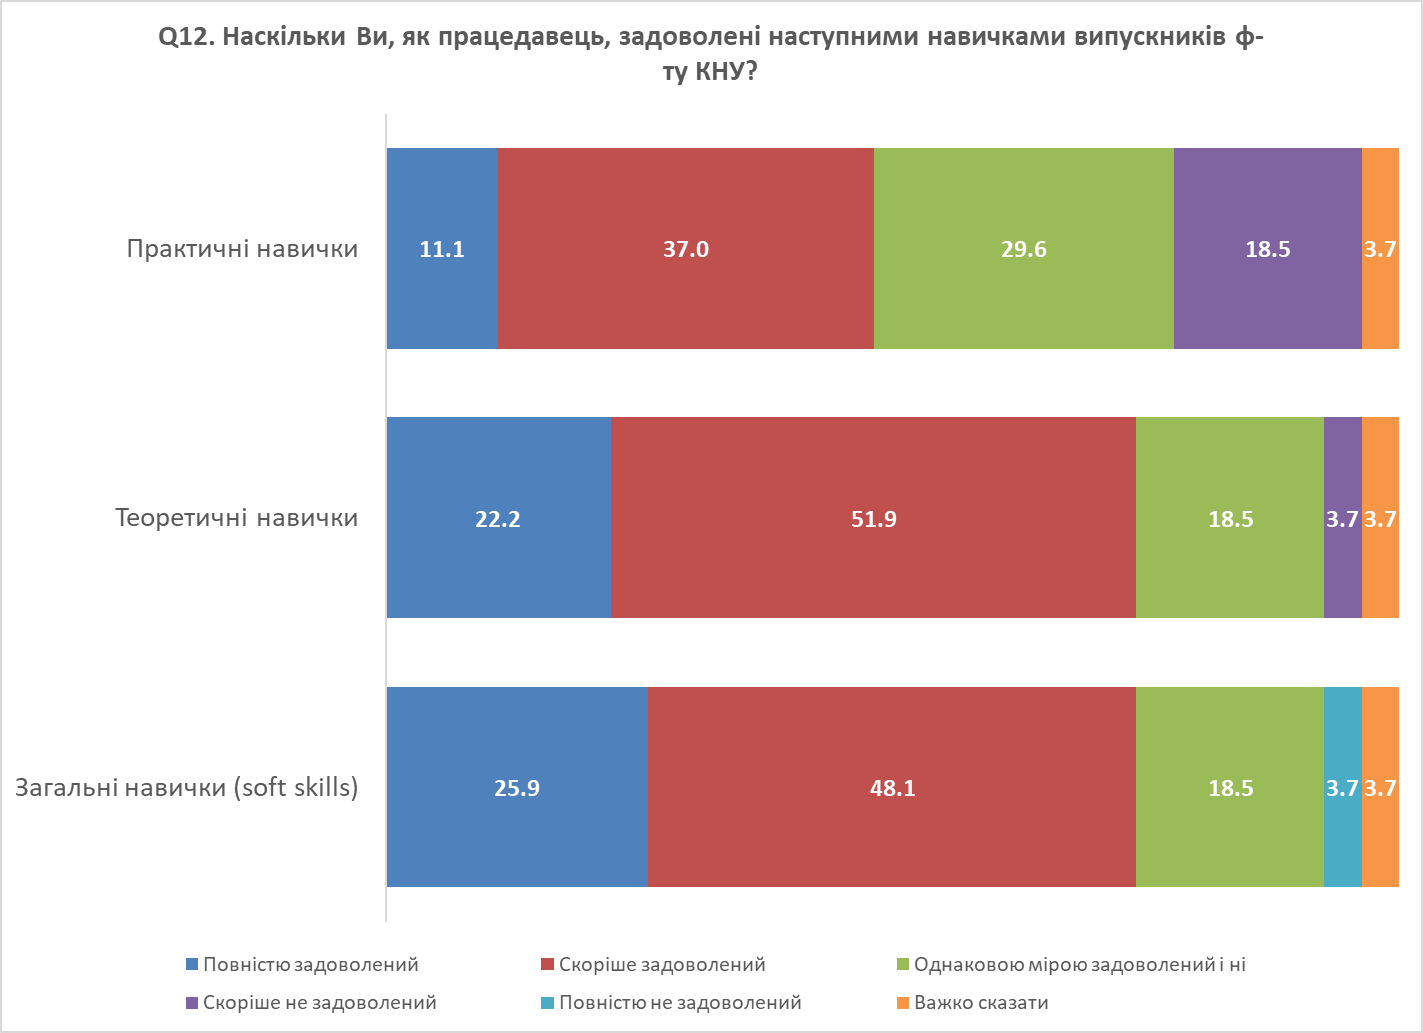 Q12. Наскільки Ви, як працедавець, задоволені наступними навичками випускників ф-
ту КНУ?
Практичні навички
11.1 37.0 29.6 18.5 3.7
Теоретичні навички
22.2 51.9 18.5 3.7 3.7
Загальні навички (soft skills)
25.9 48.1 18.5 3.7 3.7
Повністю задоволений Скоріше задоволений Однаковою мірою задоволений і ні
Скоріше не задоволений Повністю не задоволений Важко сказати